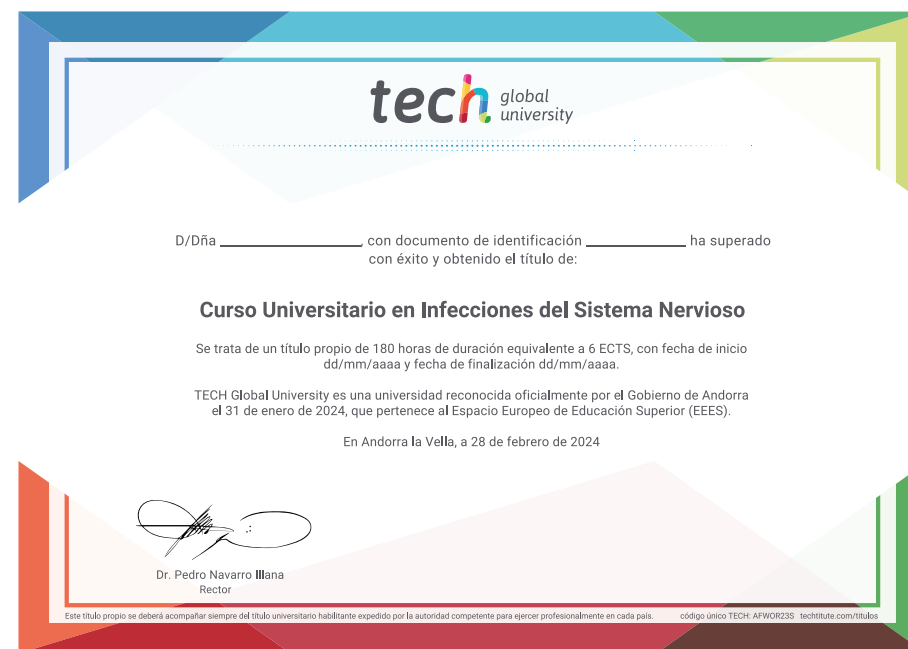 tech global university
D/Dña ______________________, con documento de identificación ________________ ha superado
con éxito y obtenido el título de:
Curso Universitario en Infecciones del Sistema Nervioso
Se trata de un título propio de 180 horas de duración equivalente a 6 ECTS, con fecha de inicio
dd/mm/aaaa y fecha de finalización dd/mm/aaaa.
TECH Global University es una universidad reconocida oficialmente por el Gobierno de Andorra
el 31 de enero de 2024, que pertenece al Espacio Europeo de Educación Superior (EEES).
En Andorra la Vella, a 28 de febrero de 2024
Dr. Pedro Navarro Illana
Rector
Este título propio se deberá acompañar siempre del título universitario habilitante expedido por la autoridad competente para ejercer profesionalmente en cada país. código único TECH: AFWOR23S techtitute.com/titulos